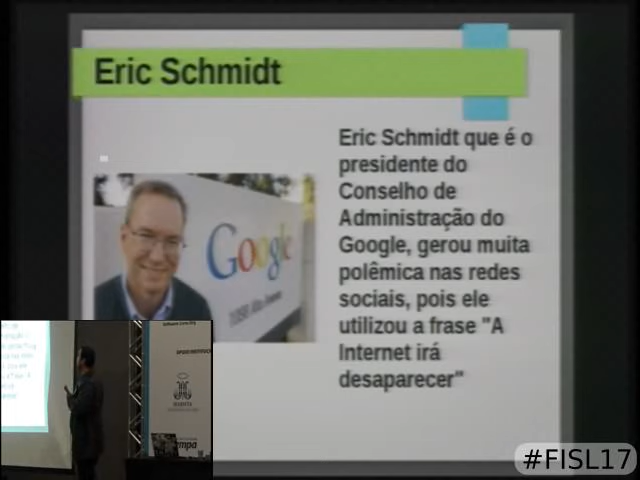 Eric Schmidt
Eric Schmidt que é o
presidente do
Conselho de
Administração do
Google, gerou muita
polêmica nas redes
sociais, pois ele
utilizou a frase "A
Internet irá
desaparecer"
Google
#FISL17